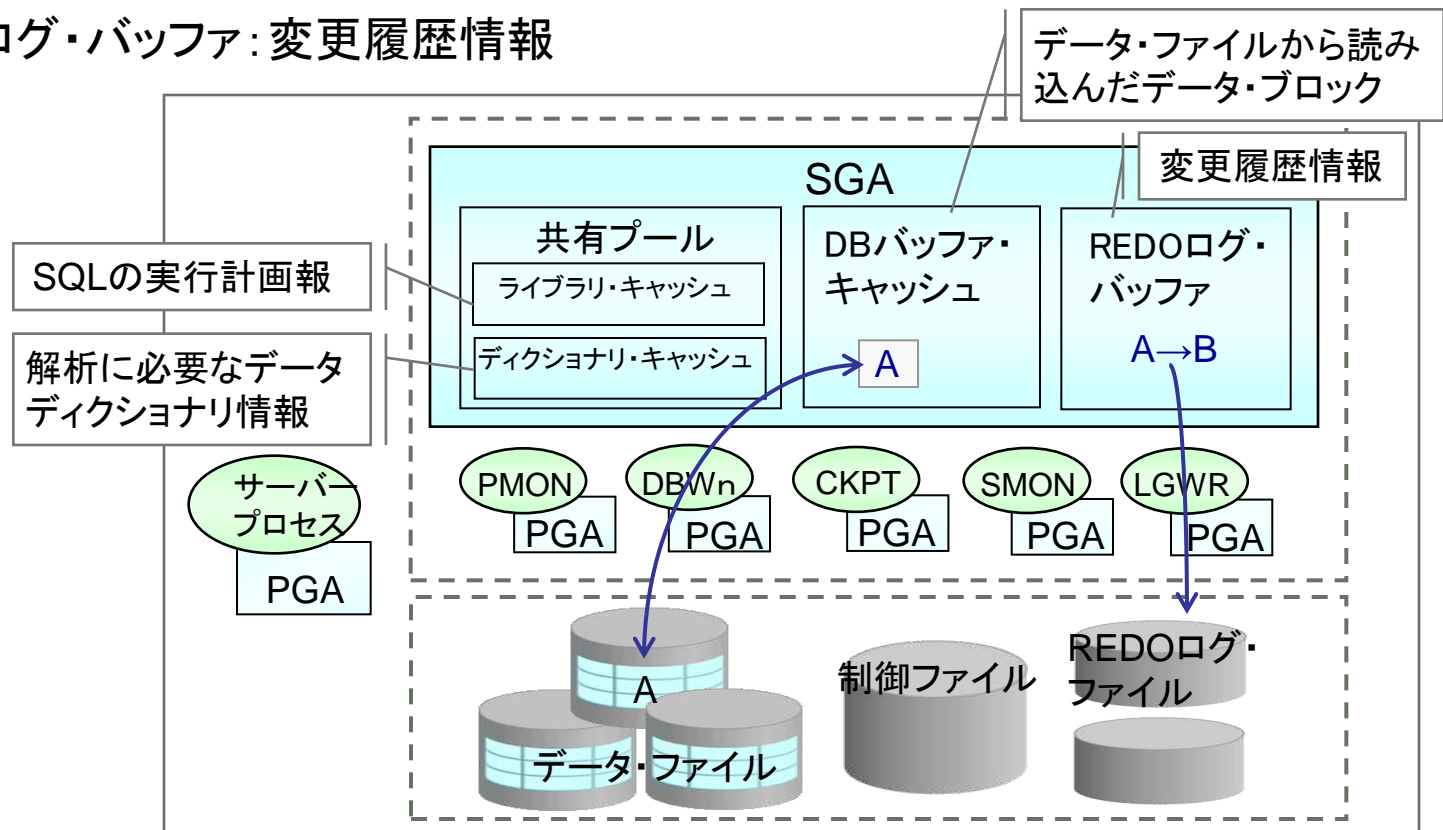 ログ・バッファ：変更履歴情報
データ・ファイルから読み
込んだデータ・ブロック
変更履歴情報
SGA
共有プール
ライブラリ・キャッシュ
ディクショナリ・キャッシュ
DBバッファ・
キャッシュ
A
REDOログ・
バッファ
A→B
SQLの実行計画報
解析に必要なデータ
ディクショナリ情報
サーバー
プロセス
PGA
PMON
PGA
DBWn
PGA
CKPT
PGA
SMON
PGA
LGWR
PGA
A
データ・ファイル
制御ファイル
REDOログ・
ファイル